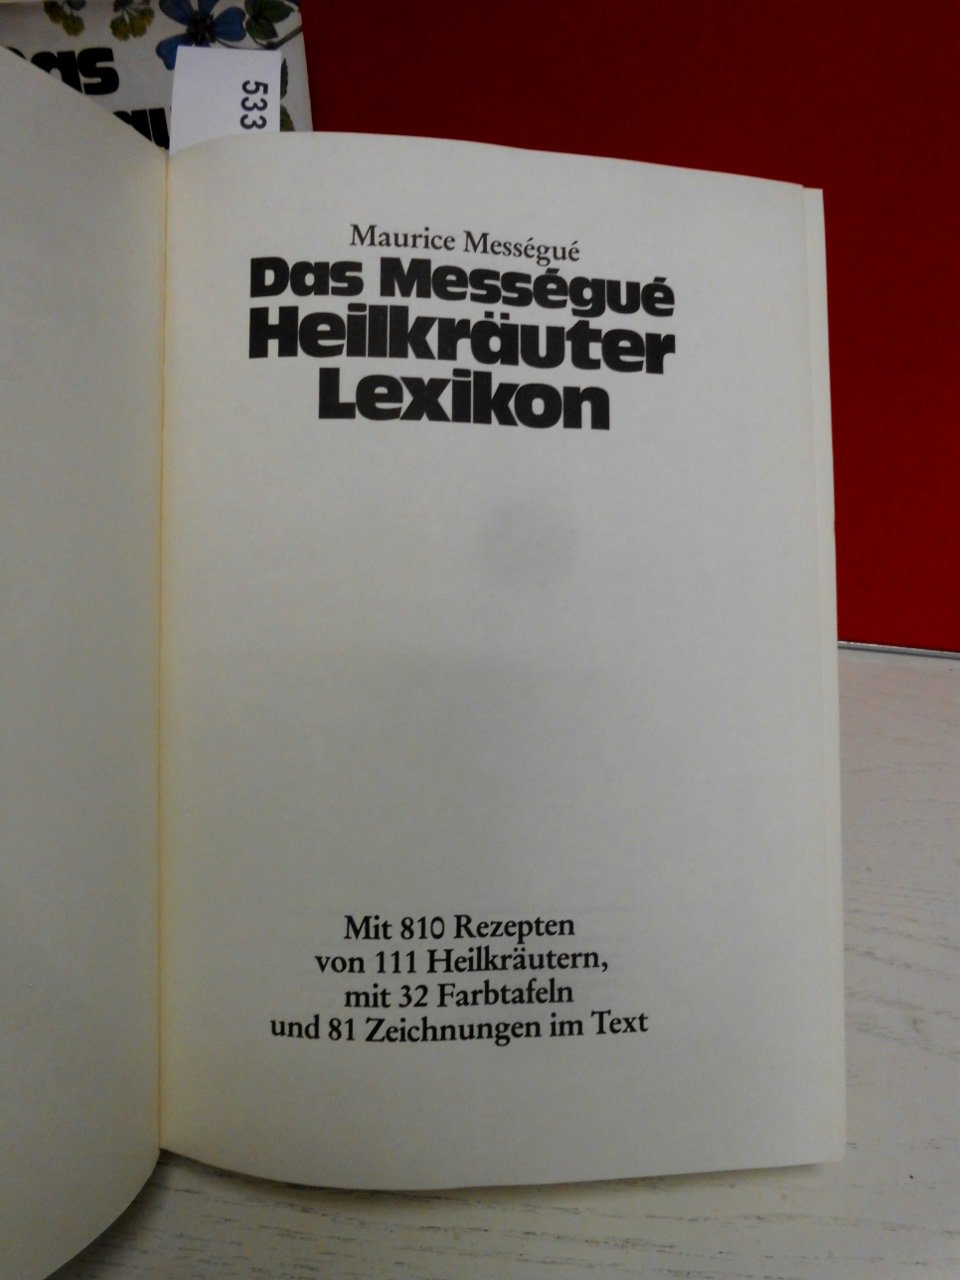 533
Maurice Mességué
Das Mességué
Heilkräuter
Lexikon
Mit 810 Rezepten
von 111 Heilkräutern,
mit 32 Farbtafeln
und 81 Zeichnungen im Text